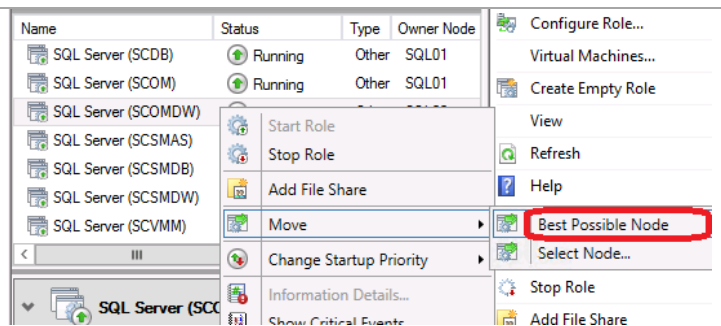 Name Status Type Owner Node
SQL Server (SCDB) Running Other SQL01
SQL Server (SCOM) Running Other SQL01
SQL Server (SCOMDW)
SQL Server (SCSMAS)
SQL Server (SCSMDB)
SQL Server (SCSMDW)
SQL Server (SCVMM)
SQL Server (SCO
Start Role
Stop Role
Add File Share
Move
Change Startup Priority
Information Details...
Show Critical Events
Configure Role...
Virtual Machines...
Create Empty Role
View
Refresh
Help
Best Possible Node
Select Node...
Stop Role
Add File Share